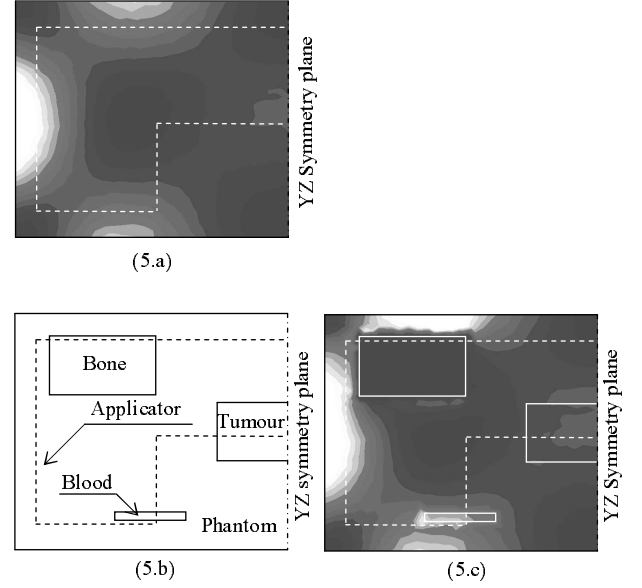 YZ Symmetry plane
(5.a)
Bone
Applicator
Tumour
Blood
Phantom
YZ symmetry plane
(5.b)
YZ Symmetry plane
(5.c)